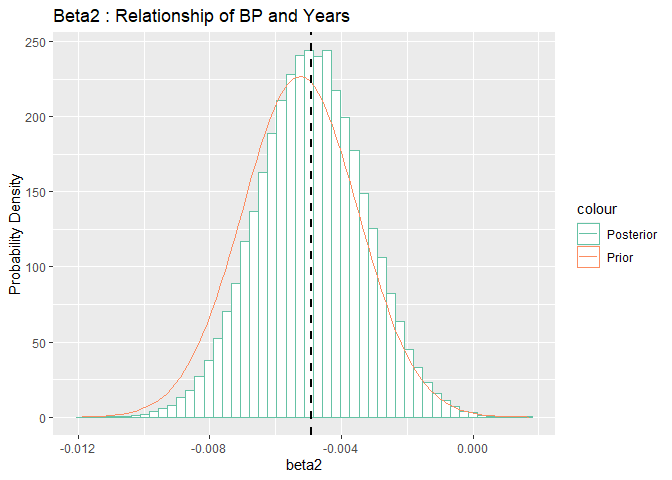 Beta2 : Relationship of BP and Years
250
200
150
100
50
0
Probability Density
-0.012
-0.008
-0.004
0.000
beta2
colour
Posterior
Prior